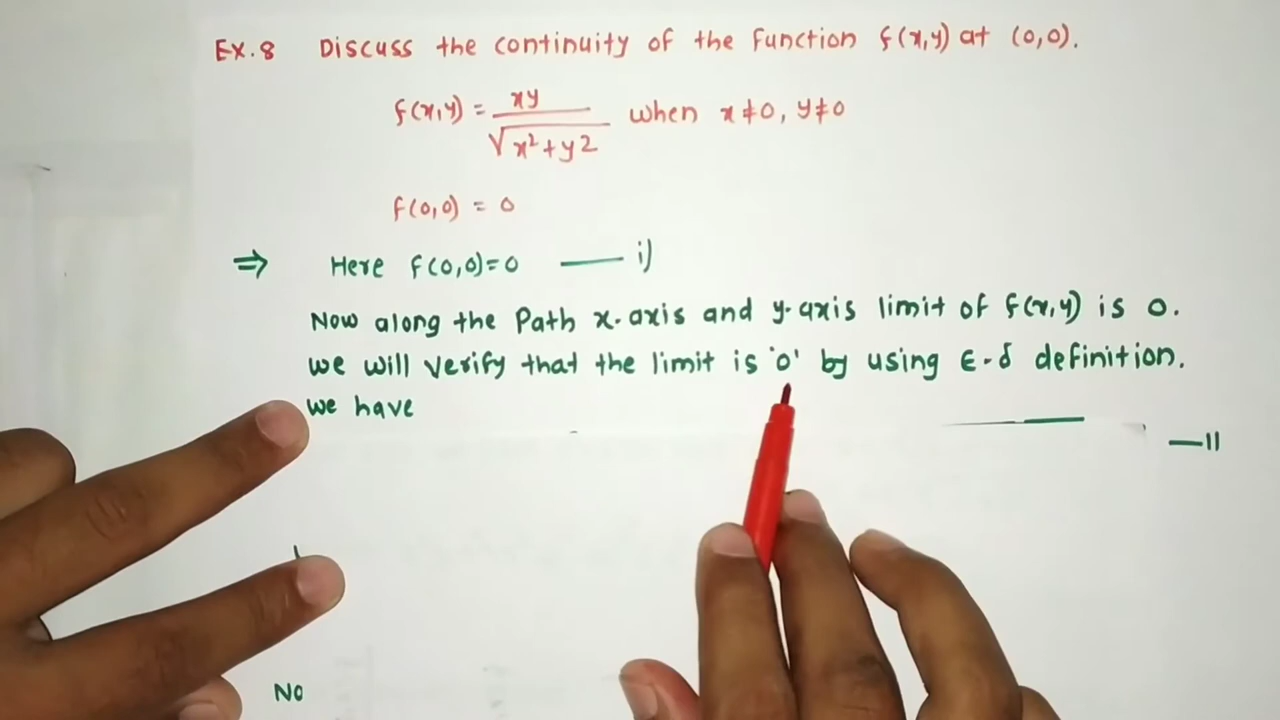 Ex.8 Discuss the continuity of the function f(x,y) at (0,0).
f(x,y) = xy / √x²+y2 when x≠0, y≠0
f(0,0) = 0
⇒ Here f(0,0)=0 —— i)
Now along the Path x-axis and y-axis limit of f(x,y) is 0.
we will verify that the limit is '0' by using ε-δ definition.
we have
—11
No